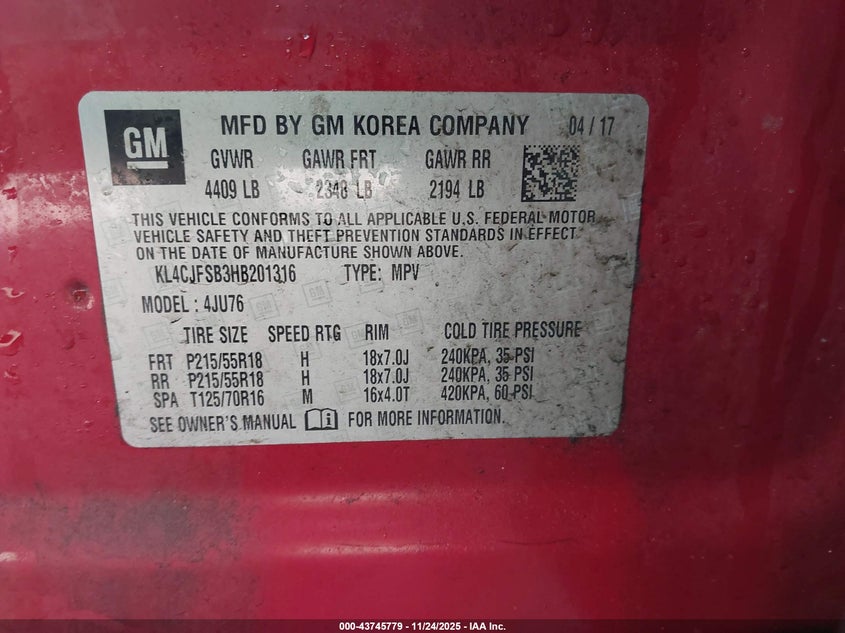 GM
MFD BY GM KOREA COMPANY 04 / 17
GVWR GAWR FRT GAWR RR
4409 LB 2348 LB 2194 LB
THIS VEHICLE CONFORMS TO ALL APPLICABLE U.S. FEDERAL MOTOR
VEHICLE SAFETY AND THEFT PREVENTION STANDARDS IN EFFECT
ON THE DATE OF MANUFACTURE SHOWN ABOVE.
KL4CJFSB3HB201316 TYPE: MPV
MODEL : 4JU76
TIRE SIZE SPEED RTG RIM COLD TIRE PRESSURE
FRT P215/55R18 H 18x7.0J 240KPA, 35 PSI
RR P215/55R18 H 18x7.0J 240KPA, 35 PSI
SPA T125/70R16 M 16x4.0T 420KPA, 60 PSI
SEE OWNER'S MANUAL FOR MORE INFORMATION.
000-43745779 - 11/24/2025 - IAA Inc.